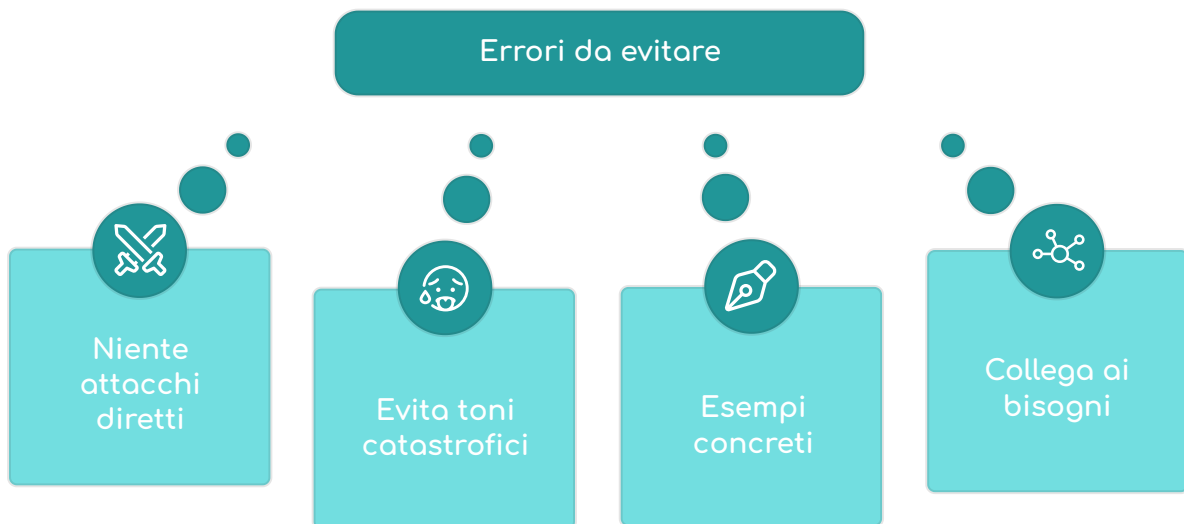 Errori da evitare
Niente
attacchi
diretti
Evita toni
catastrofici
Esempi
concreti
Collega ai
bisogni